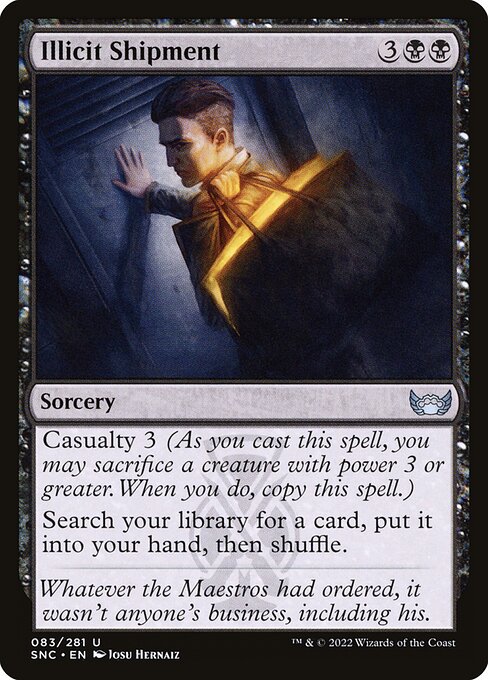 Illicit Shipment 3
Sorcery
Casualty 3 (As you cast this spell, you
may sacrifice a creature with power 3 or
greater. When you do, copy this spell.)
Search your library for a card, put it
into your hand, then shuffle.
Whatever the Maestros had ordered, it
wasn't anyone's business, including his.
083/281 U
SNC • EN Josu Hernaiz
™ & © 2022 Wizards of the Coast